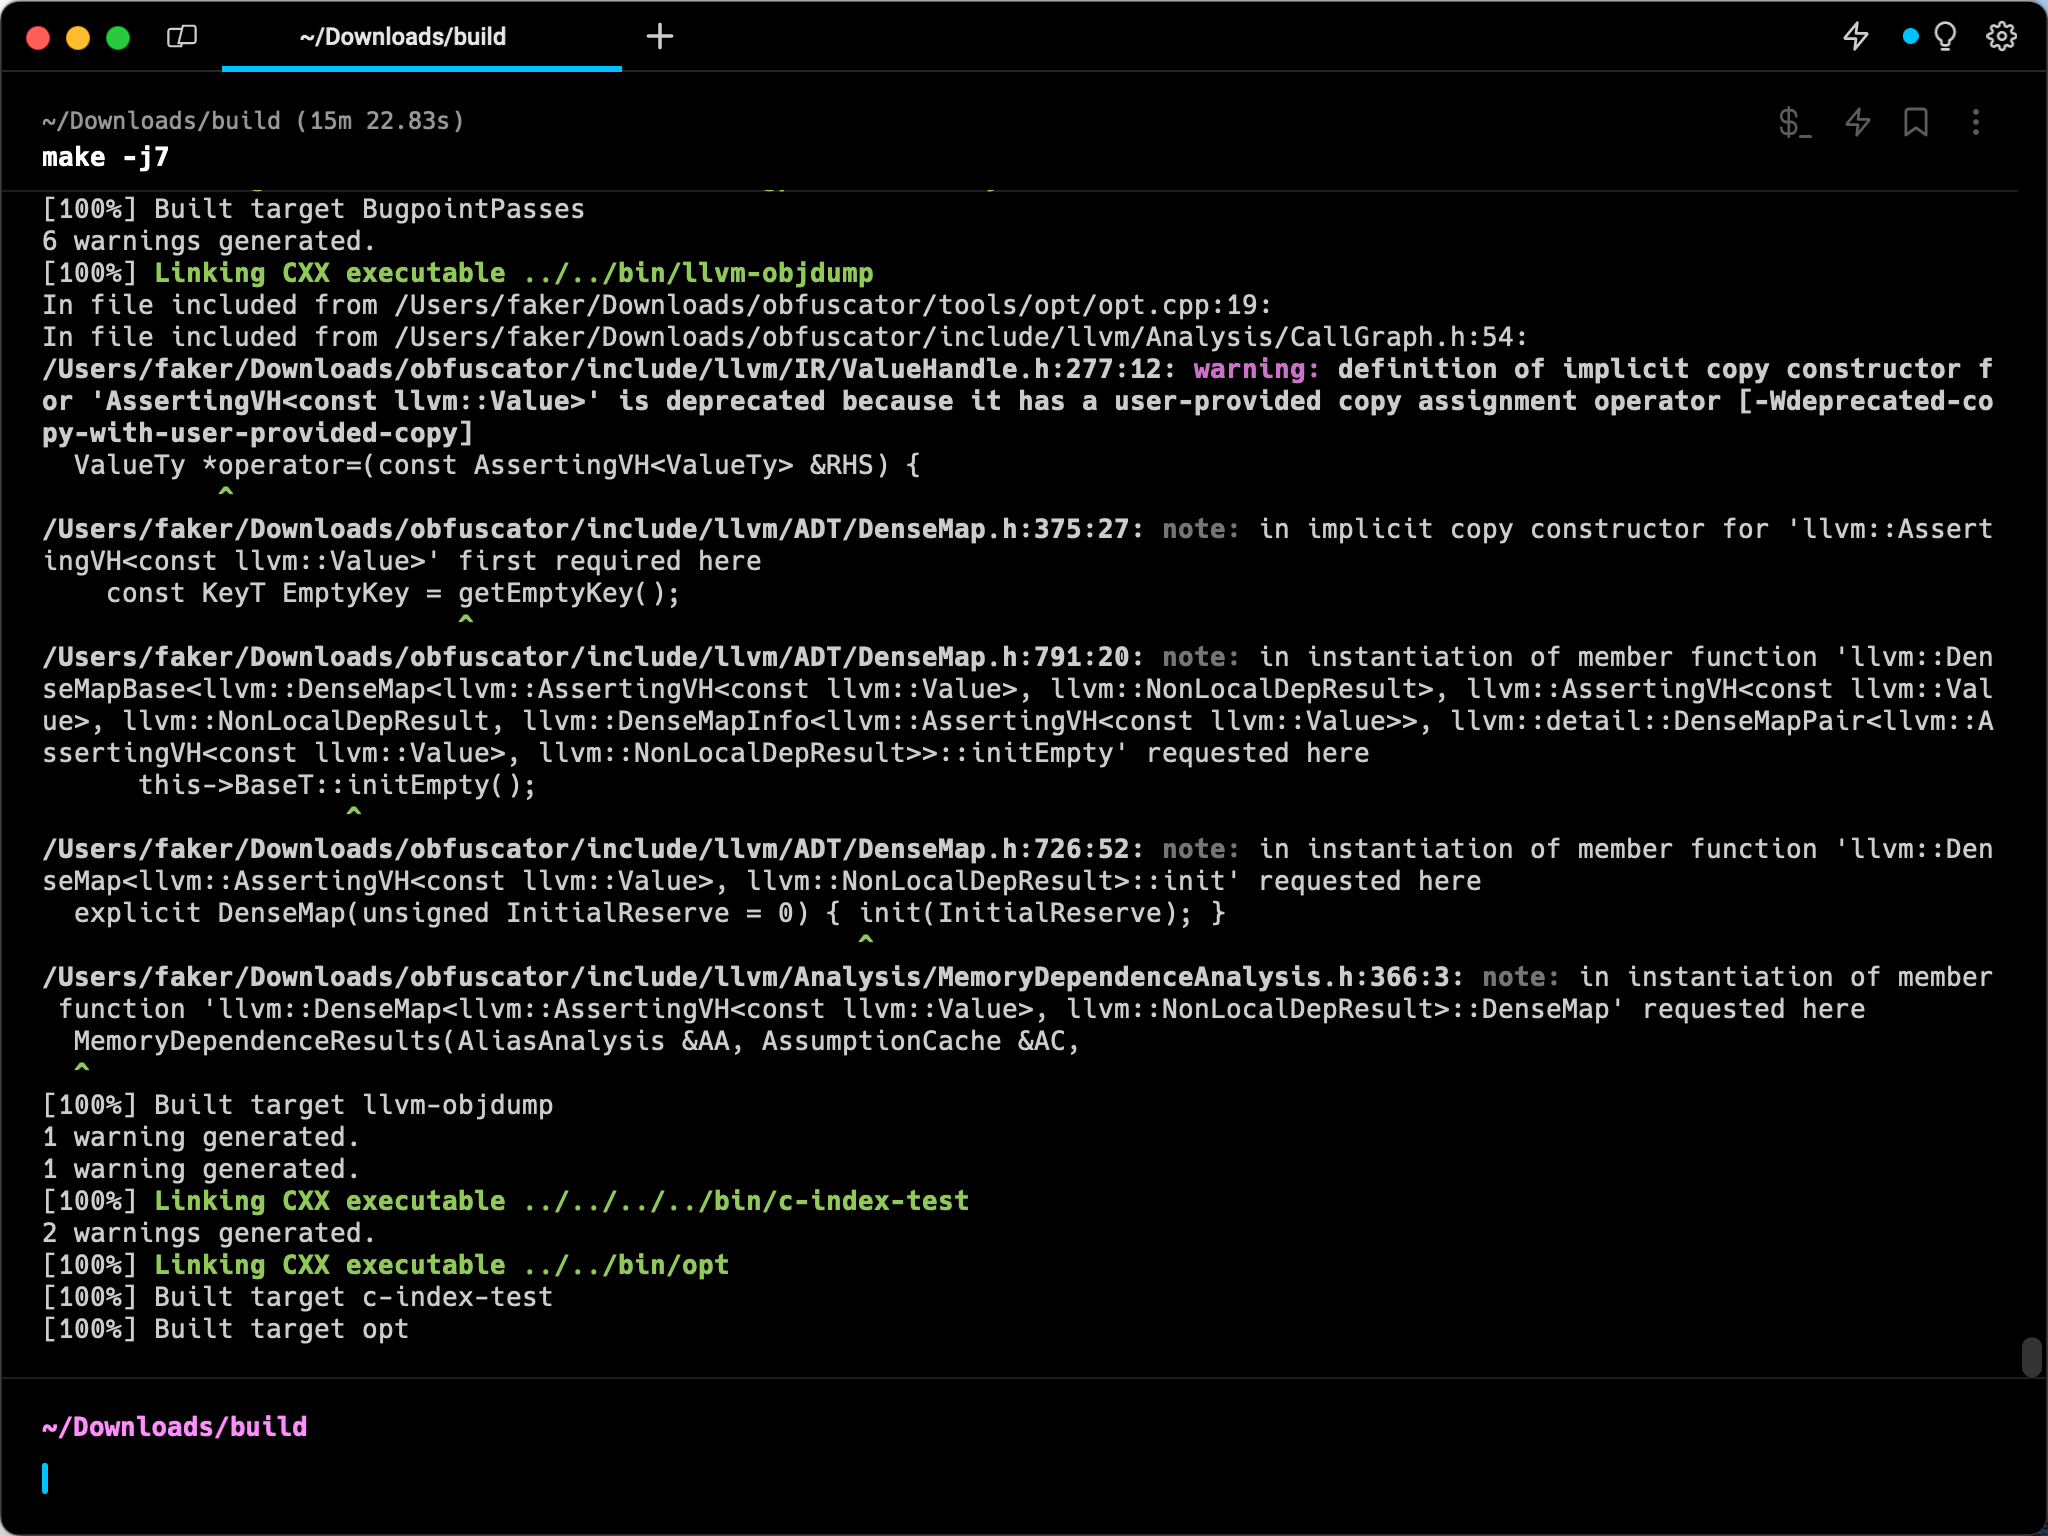 ~/Downloads/build
~/Downloads/build (15m 22.83s)
$_
make -j7
[100%] Built target BugpointPasses
6 warnings generated.
[100%] Linking CXX executable ../../bin/llvm-objdump
In file included from /Users/faker/Downloads/obfuscator/tools/opt/opt.cpp:19:
In file included from /Users/faker/Downloads/obfuscator/include/llvm/Analysis/CallGraph.h:54:
/Users/faker/Downloads/obfuscator/include/llvm/IR/ValueHandle.h:277:12: warning: definition of implicit copy constructor f
or 'AssertingVH<const llvm::Value>' is deprecated because it has a user-provided copy assignment operator [-Wdeprecated-co
py-with-user-provided-copy]
  ValueTy *operator=(const AssertingVH<ValueTy> &RHS) {
           ^
/Users/faker/Downloads/obfuscator/include/llvm/ADT/DenseMap.h:375:27: note: in implicit copy constructor for 'llvm::Assert
ingVH<const llvm::Value>' first required here
    const KeyT EmptyKey = getEmptyKey();
                          ^
/Users/faker/Downloads/obfuscator/include/llvm/ADT/DenseMap.h:791:20: note: in instantiation of member function 'llvm::Den
seMapBase<llvm::DenseMap<llvm::AssertingVH<const llvm::Value>, llvm::NonLocalDepResult>, llvm::AssertingVH<const llvm::Val
ue>, llvm::NonLocalDepResult, llvm::DenseMapInfo<llvm::AssertingVH<const llvm::Value>>, llvm::detail::DenseMapPair<llvm::A
ssertingVH<const llvm::Value>, llvm::NonLocalDepResult>>::initEmpty' requested here
      this->BaseT::initEmpty();
                   ^
/Users/faker/Downloads/obfuscator/include/llvm/ADT/DenseMap.h:726:52: note: in instantiation of member function 'llvm::Den
seMap<llvm::AssertingVH<const llvm::Value>, llvm::NonLocalDepResult>::init' requested here
  explicit DenseMap(unsigned InitialReserve = 0) { init(InitialReserve); }
                                                   ^
/Users/faker/Downloads/obfuscator/include/llvm/Analysis/MemoryDependenceAnalysis.h:366:3: note: in instantiation of member
 function 'llvm::DenseMap<llvm::AssertingVH<const llvm::Value>, llvm::NonLocalDepResult>::DenseMap' requested here
  MemoryDependenceResults(AliasAnalysis &AA, AssumptionCache &AC,
  ^
[100%] Built target llvm-objdump
1 warning generated.
1 warning generated.
[100%] Linking CXX executable ../../../../bin/c-index-test
2 warnings generated.
[100%] Linking CXX executable ../../bin/opt
[100%] Built target c-index-test
[100%] Built target opt
~/Downloads/build